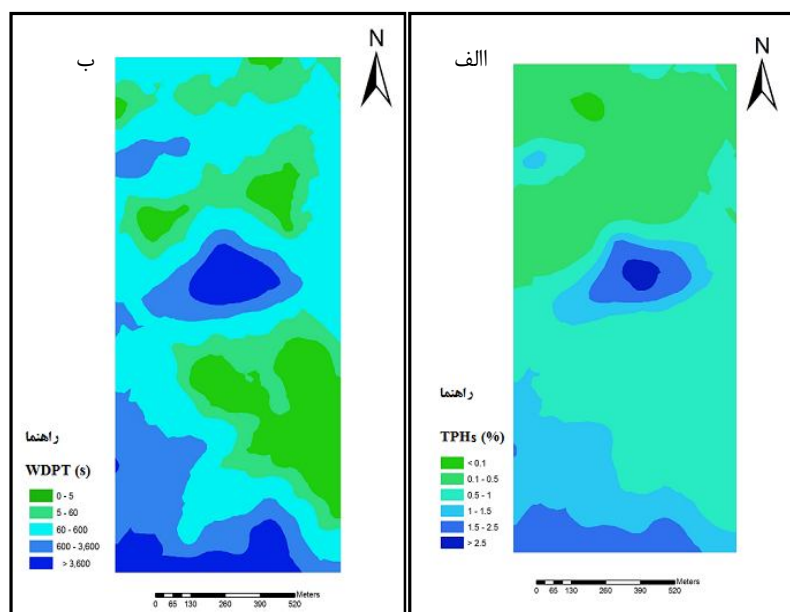 االف
N
راهنما
TPHs (%)
< 0.1
0.1 - 0.5
0.5 - 1
1 - 1.5
1.5 - 2.5
> 2.5
Meters
0 65 130 260 390 520
ب
N
راهنما
WDPT (s)
0 - 5
5 - 60
60 - 600
600 - 3,600
> 3,600
Meters
0 65 130 260 390 520